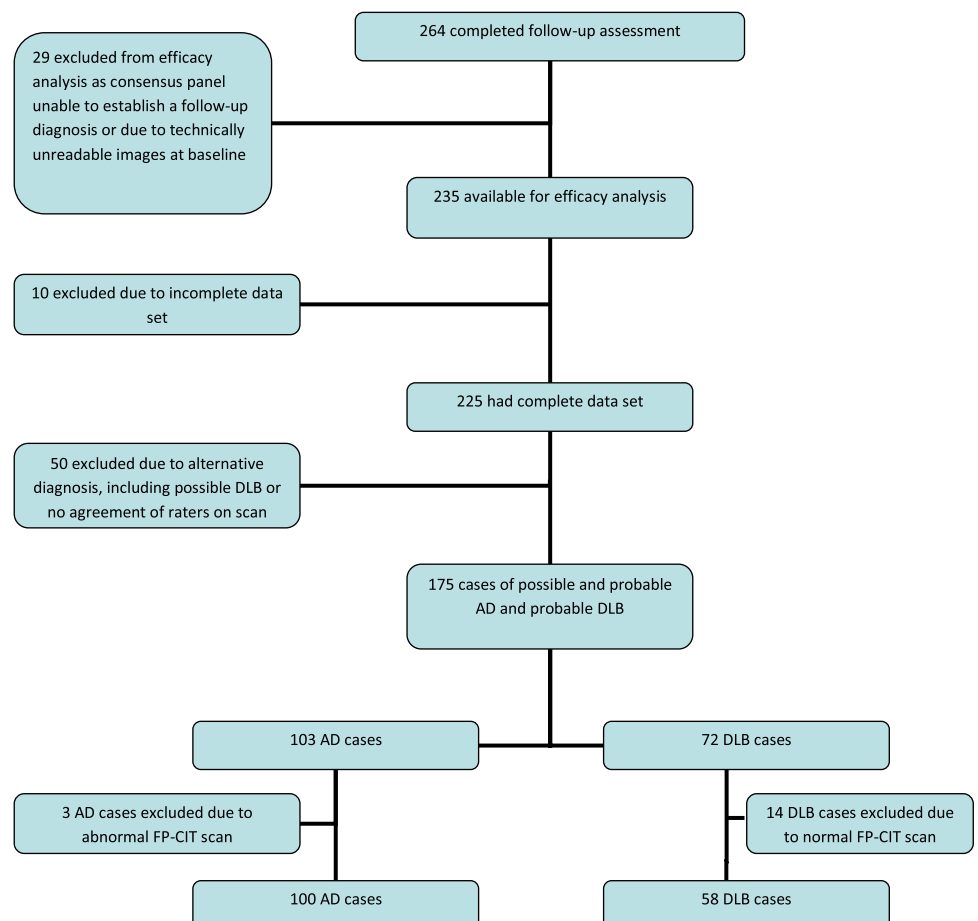 264 completed follow-up assessment
29 excluded from efficacy
analysis as consensus panel
unable to establish a follow-up
diagnosis or due to technically
unreadable images at baseline
235 available for efficacy analysis
10 excluded due to incomplete data
set
225 had complete data set
50 excluded due to alternative
diagnosis, including possible DLB or
no agreement of raters on scan
175 cases of possible and probable
AD and probable DLB
103 AD cases
72 DLB cases
3 AD cases excluded due to
abnormal FP-CIT scan
14 DLB cases excluded due
to normal FP-CIT scan
100 AD cases
58 DLB cases